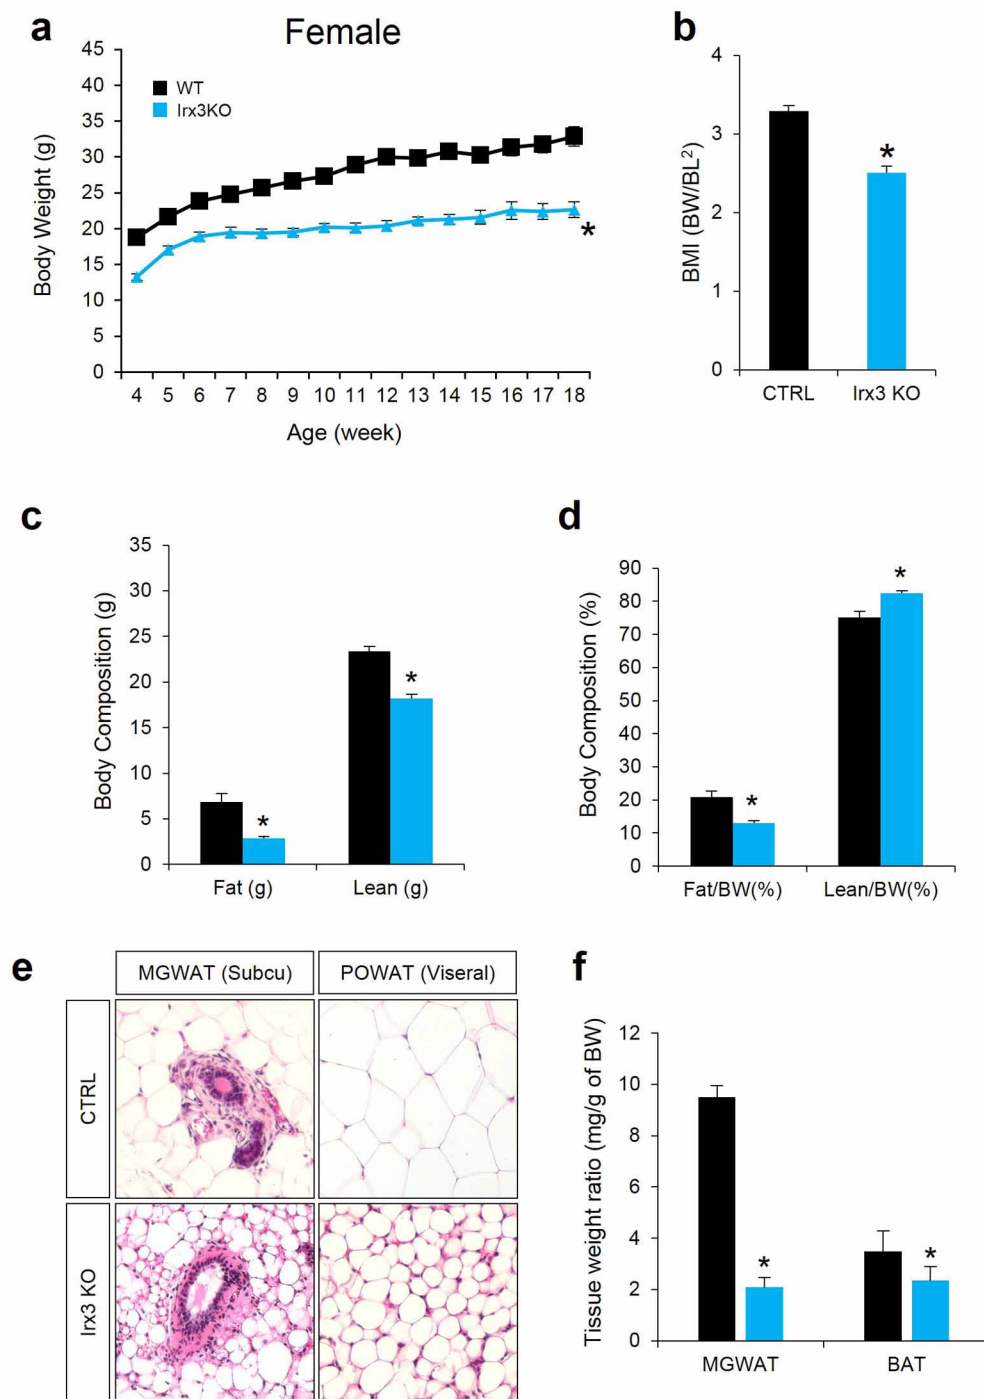 a
Female
45
40
35
30
25
20
15
10
5
0
WT
Irx3KO
Body Weight (g)
*
4 5 6 7 8 9 10 11 12 13 14 15 16 17 18
Age (week)
b
4
3
2
1
0
BMI (BW/BL²)
*
CTRL Irx3 KO
c
35
30
25
20
15
10
5
0
Body Composition (g)
*
*
Fat (g) Lean (g)
d
90
80
70
60
50
40
30
20
10
0
Body Composition (%)
*
*
Fat/BW(%) Lean/BW(%)
e
MGWAT (Subcu) POWAT (Viseral)
CTRL
Irx3 KO
f
12
10
8
6
4
2
0
Tissue weight ratio (mg/g of BW)
*
*
MGWAT BAT